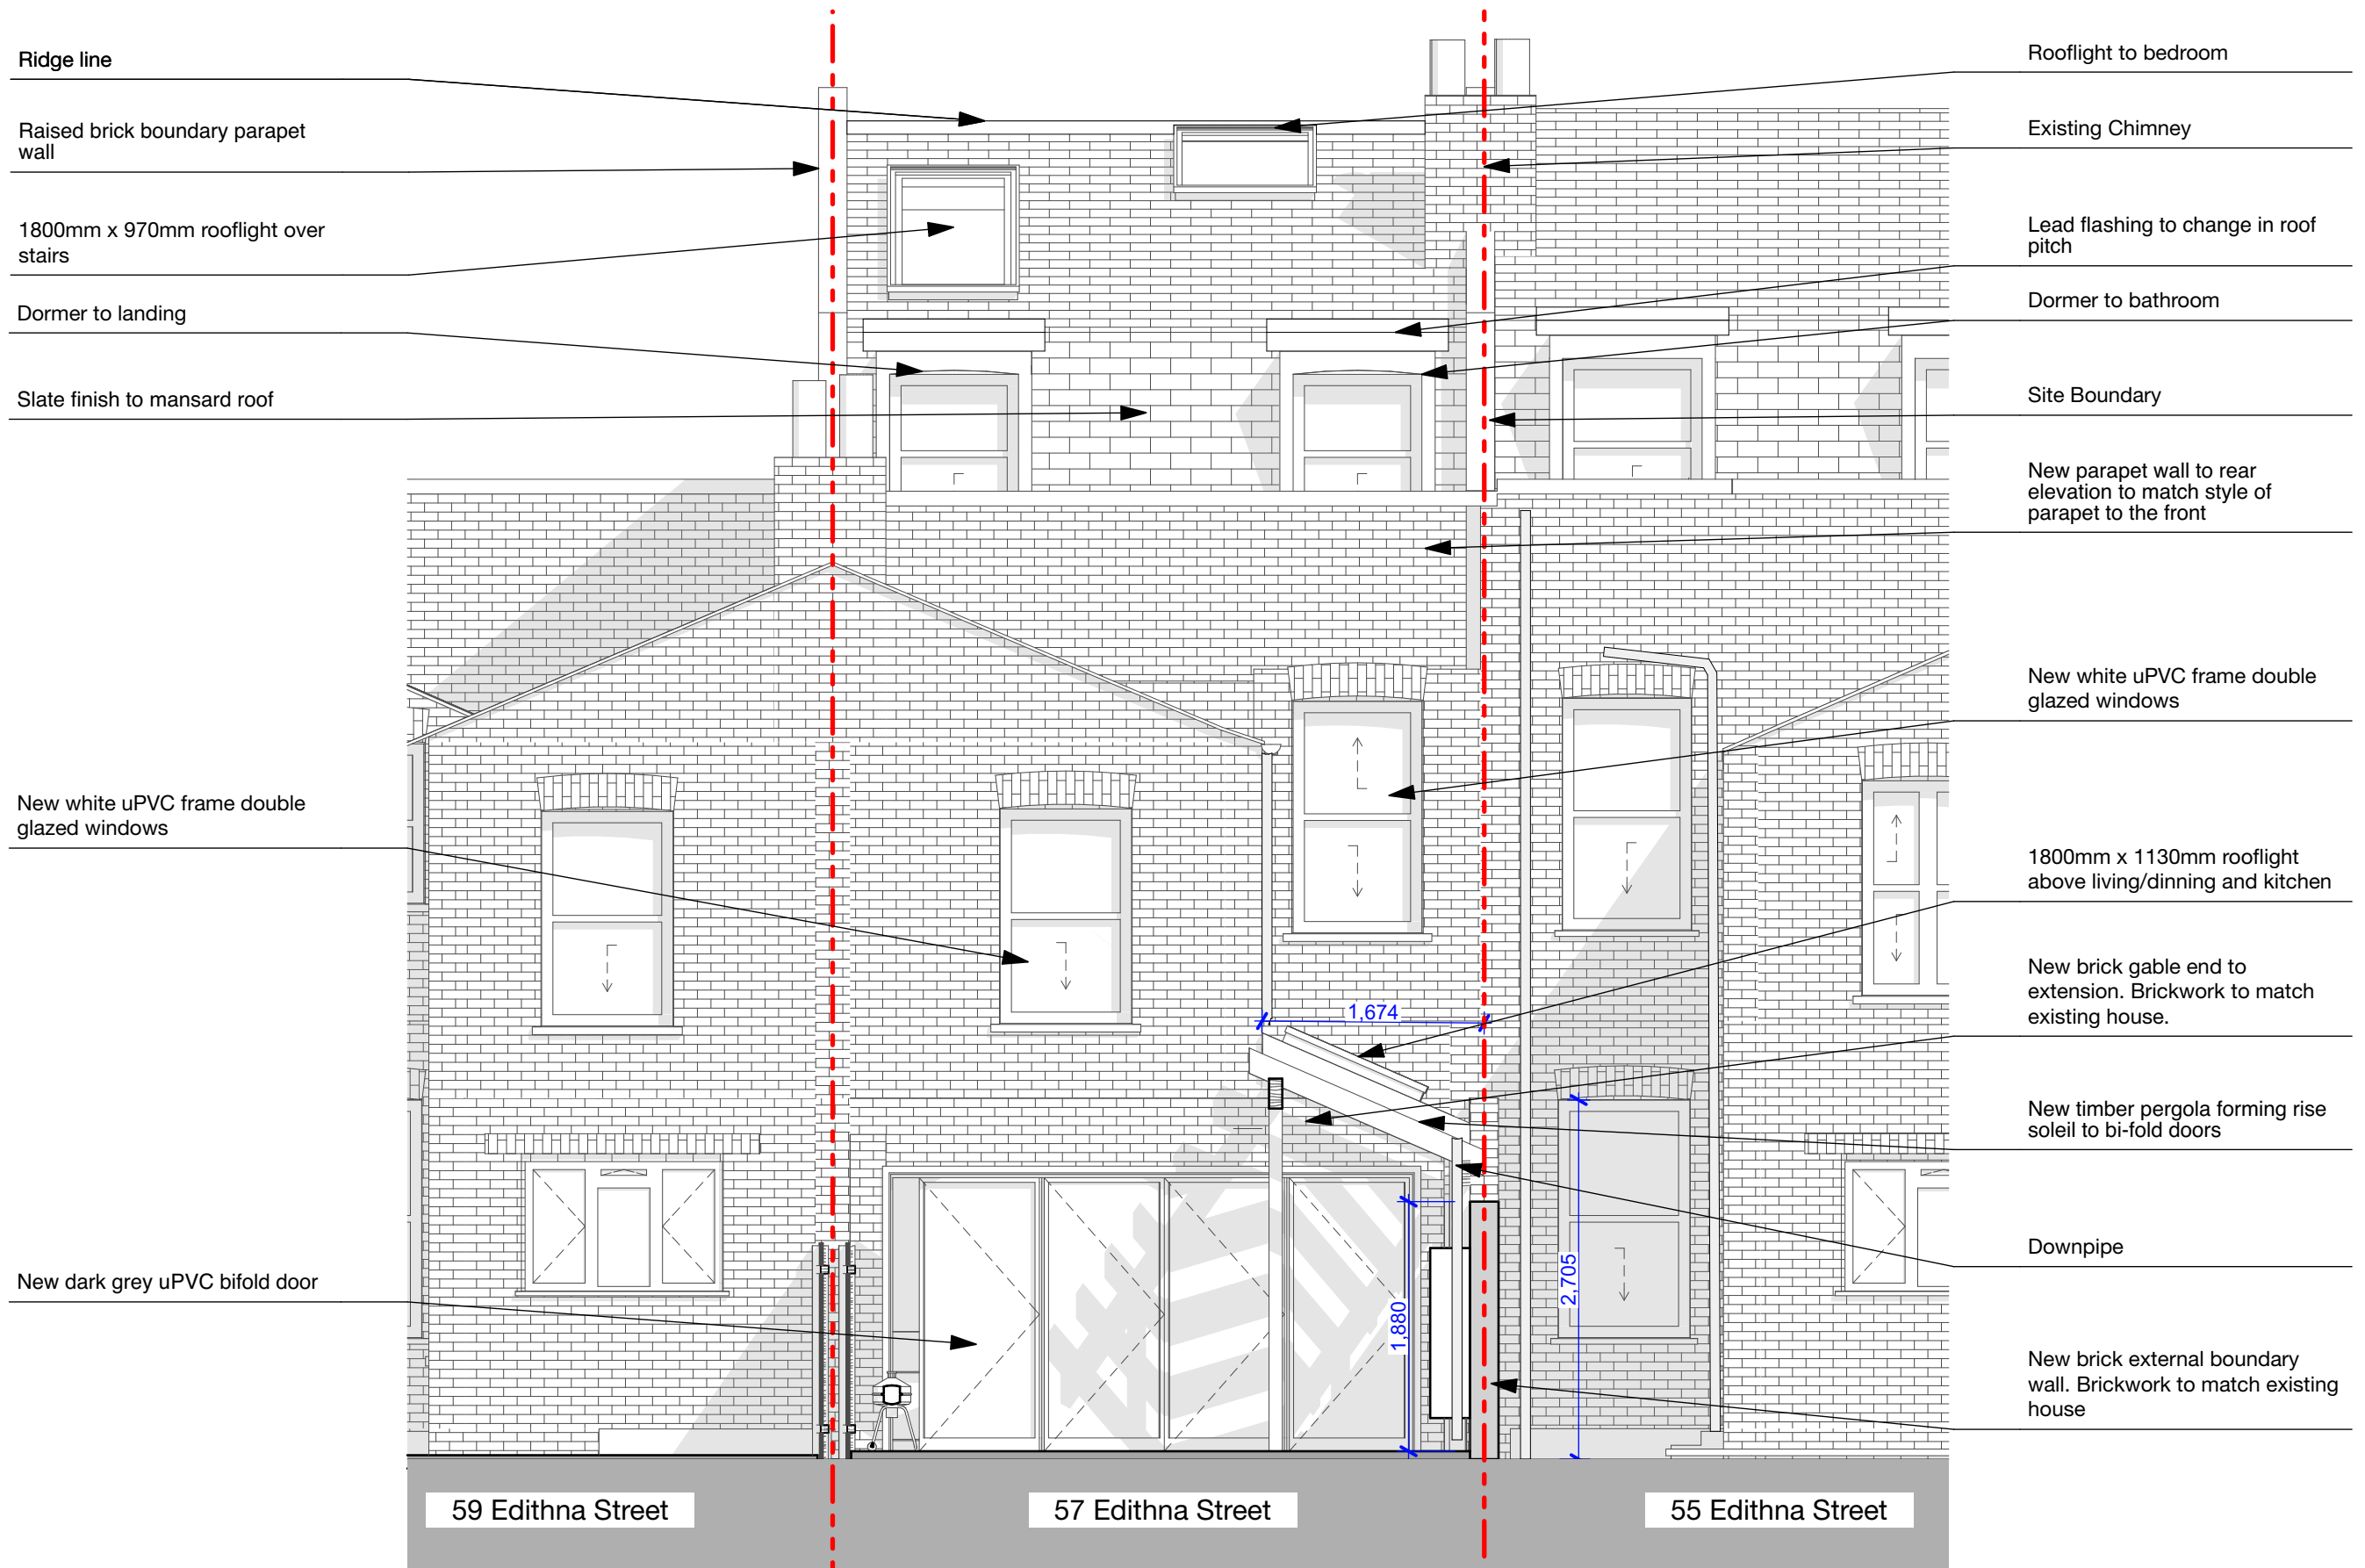 Ridge line
Raised brick boundary parapet
wall
1800mm x 970mm rooflight over
stairs
Dormer to landing
Slate finish to mansard roof
New white uPVC frame double
glazed windows
New dark grey uPVC bifold door
Rooflight to bedroom
Existing Chimney
Lead flashing to change in roof
pitch
Dormer to bathroom
Site Boundary
New parapet wall to rear
elevation to match style of
parapet to the front
New white uPVC frame double
glazed windows
1800mm x 1130mm rooflight
above living/dinning and kitchen
New brick gable end to
extension. Brickwork to match
existing house.
New timber pergola forming rise
soleil to bi-fold doors
Downpipe
New brick external boundary
wall. Brickwork to match existing
house
1,674
2,705
1,880
59 Edithna Street
57 Edithna Street
55 Edithna Street